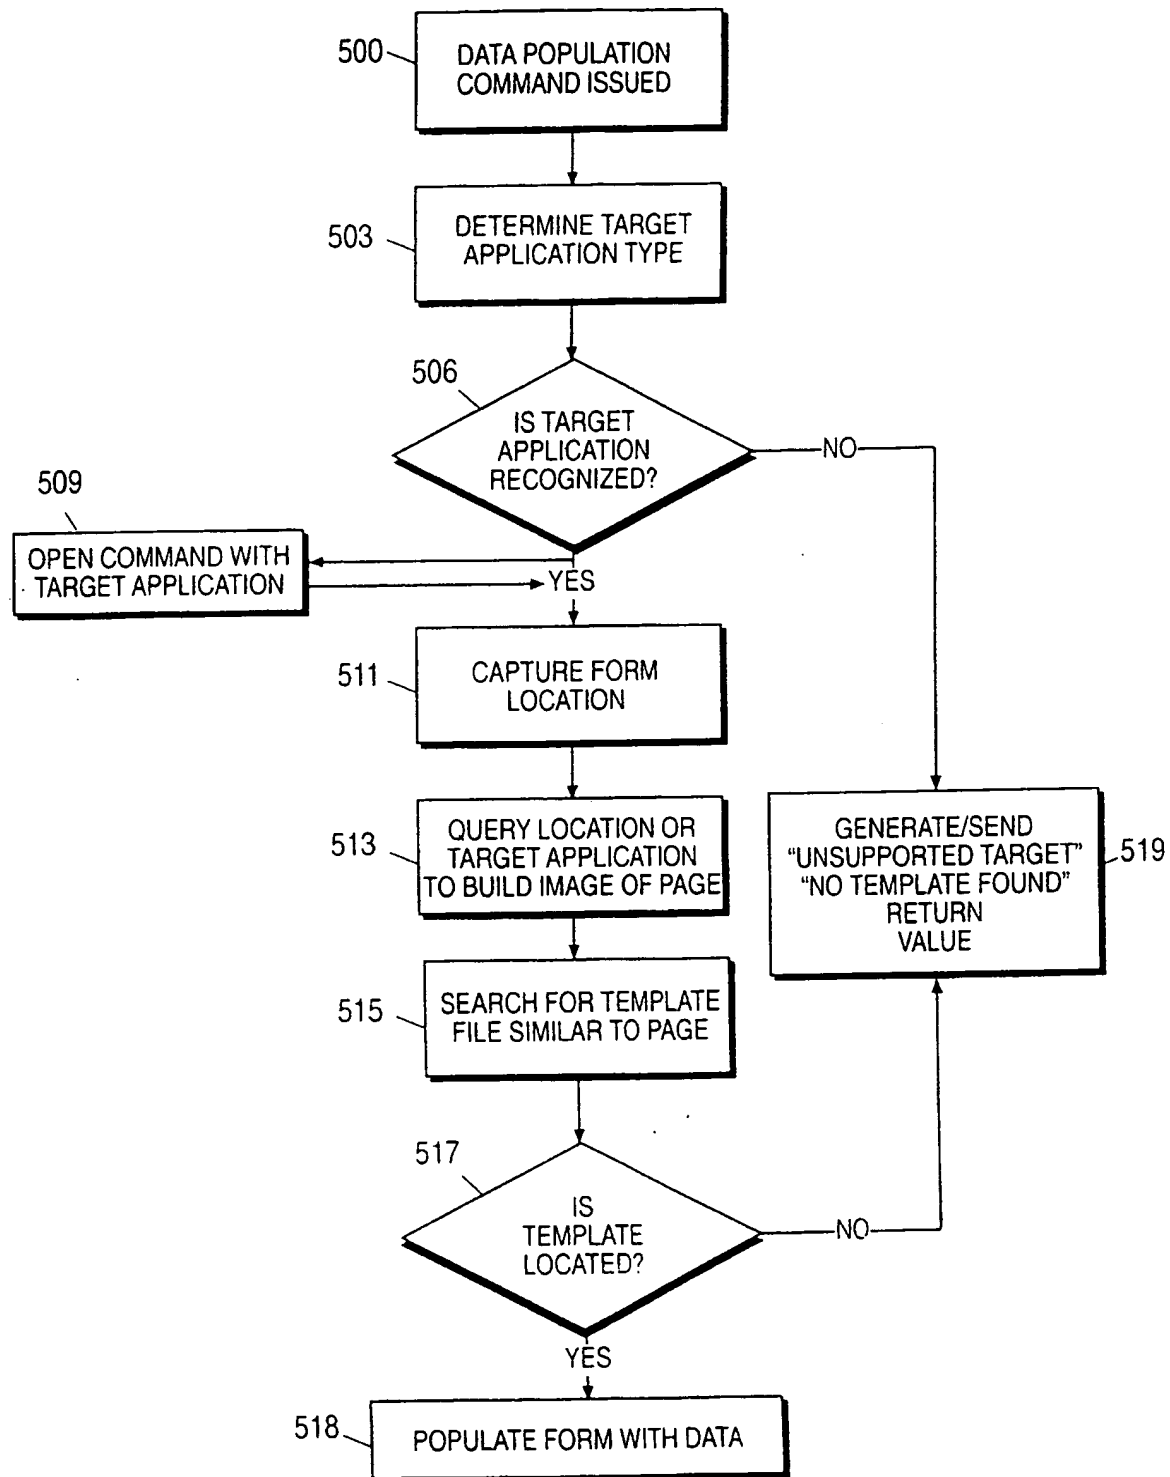 500
DATA POPULATION
COMMAND ISSUED
503
DETERMINE TARGET
APPLICATION TYPE
506
IS TARGET
APPLICATION
RECOGNIZED?
NO
509
OPEN COMMAND WITH
TARGET APPLICATION
YES
511
CAPTURE FORM
LOCATION
513
QUERY LOCATION OR
TARGET APPLICATION
TO BUILD IMAGE OF PAGE
GENERATE/SEND
“UNSUPPORTED TARGET”
“NO TEMPLATE FOUND”
RETURN
VALUE
519
515
SEARCH FOR TEMPLATE
FILE SIMILAR TO PAGE
517
IS
TEMPLATE
LOCATED?
NO
YES
518
POPULATE FORM WITH DATA